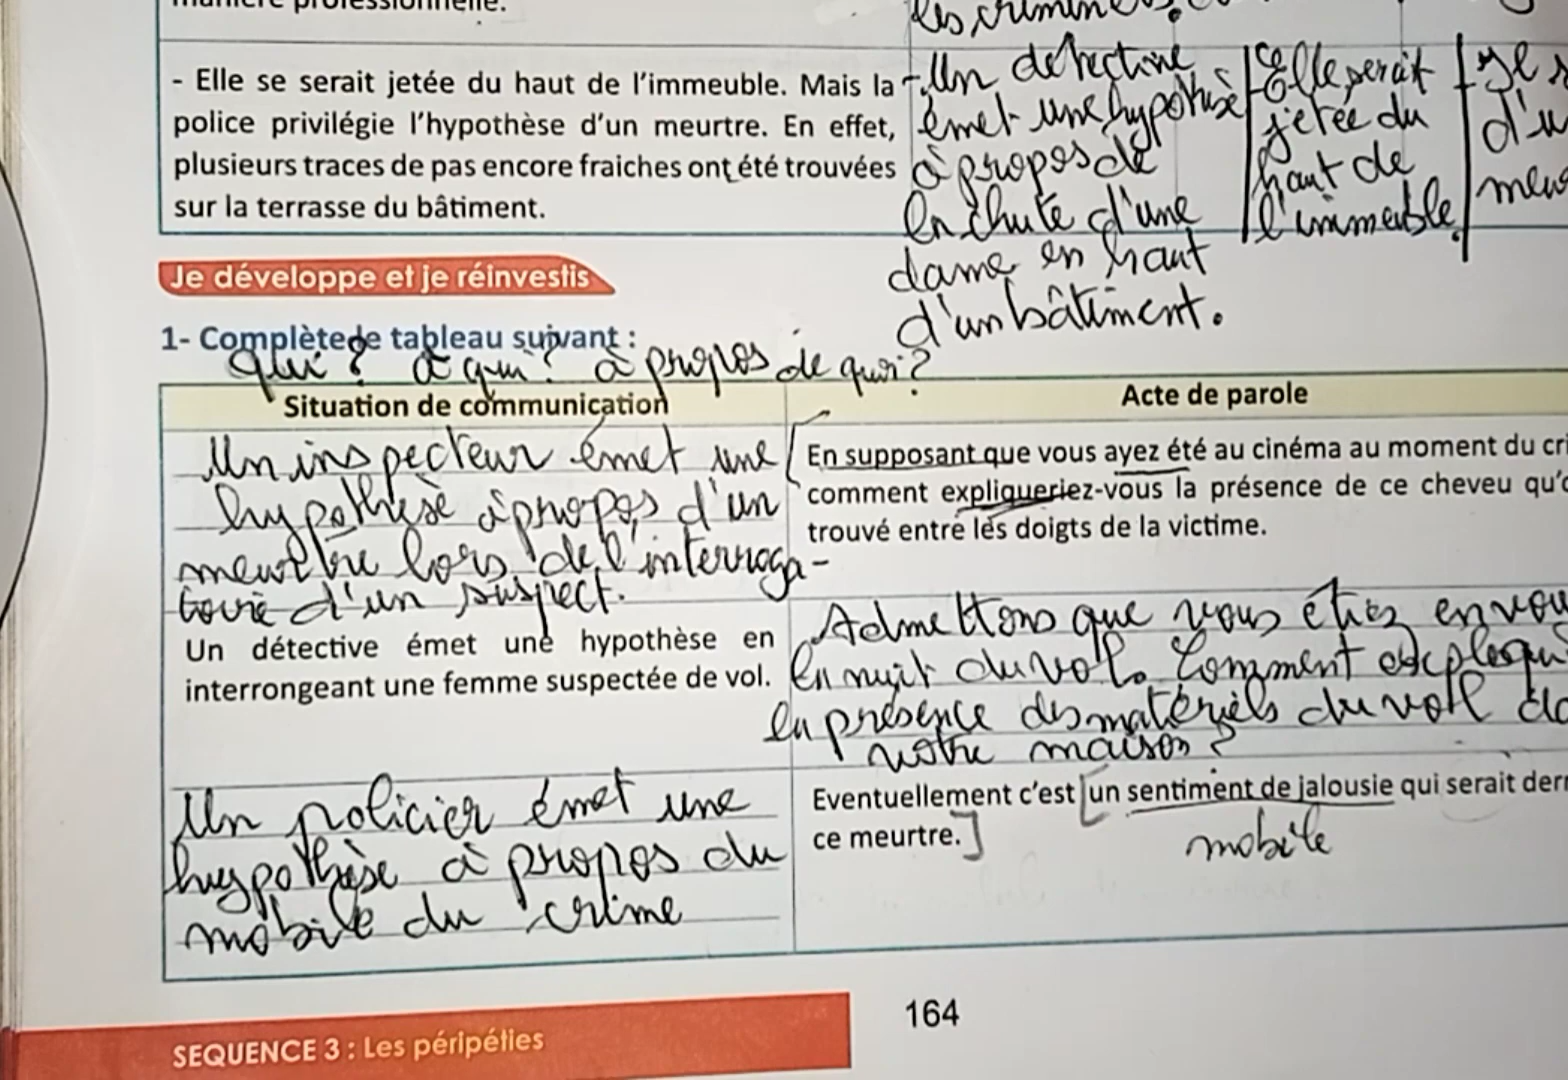 manière professionnelle.
les crimin
- Elle se serait jetée du haut de l'immeuble. Mais la
police privilégie l'hypothèse d'un meurtre. En effet,
plusieurs traces de pas encore fraiches ont été trouvées
sur la terrasse du bâtiment.
- Un detective
émet une hypothèse
à propos de
la chute d'une
dame en haut
d'un bâtiment.
Elle serait
jetée du
haut de
l'immeuble.
d'u
meu
Je développe et je réinvestis
1- Complète le tableau suivant :
qui ? à qui ? à propos de quoi ?
Situation de communication
Acte de parole
Un inspecteur émet une
hypothèse à propos d'un
meurtre lors de l'interroga-
toire d'un suspect.
En supposant que vous ayez été au cinéma au moment du cri
comment expliqueriez-vous la présence de ce cheveu qu'o
trouvé entre les doigts de la victime.
Un détective émet une hypothèse en
interrongeant une femme suspectée de vol.
Admettons que vous étiez en vou
la nuit du vol. Comment
la présence des matériels du vol da
votre maison ?
Un policier émet une
hypothèse à propos du
mobile du crime
Eventuellement c'est [un sentiment de jalousie qui serait derr
ce meurtre.]
mobile
164
SEQUENCE 3 : Les péripéties